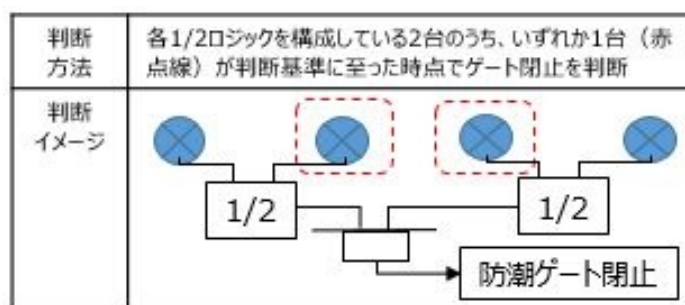 判断
方法
各1/2ロジックを構成している2台のうち、いずれか1台（赤
点線）が判断基準に至った時点でゲート閉止を判断
判断
イメージ
1/2
1/2
防潮ゲート閉止